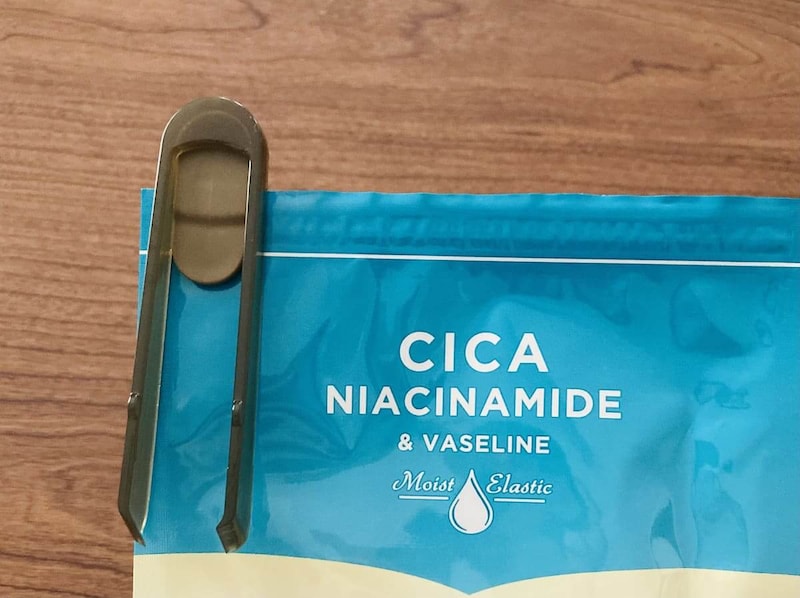 CICA
NIACINAMIDE
& VASELINE
Moist Elastic